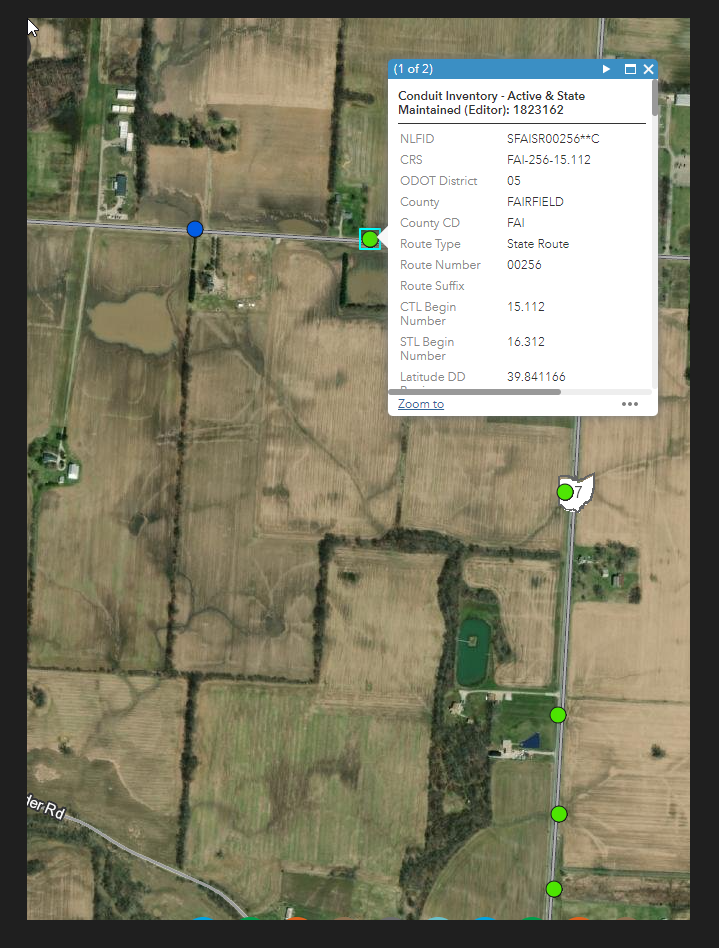 (1 of 2)
Conduit Inventory - Active & State
Maintained (Editor): 1823162
NLFID SFAISR00256**C
CRS FAI-256-15.112
ODOT District 05
County FAIRFIELD
County CD FAI
Route Type State Route
Route Number 00256
Route Suffix
CTL Begin
Number 15.112
STL Begin
Number 16.312
Latitude DD 39.841166
Zoom to
7
der Rd